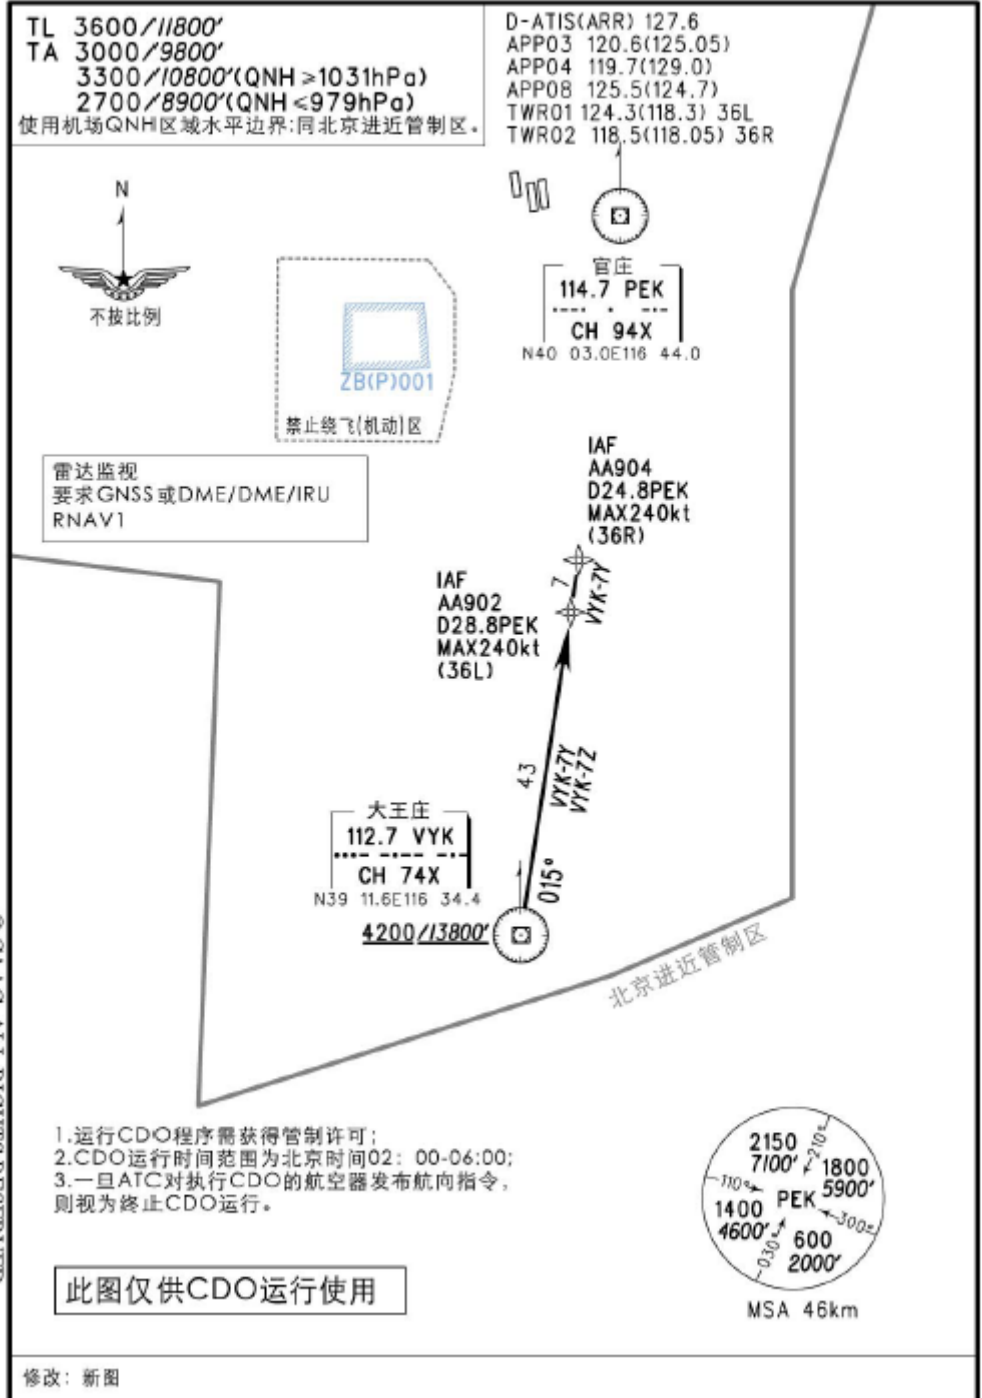 TL 3600/11800′
TA 3000/9800′
3300/10800′(QNH≥1031hPa)
2700/8900′(QNH≤979hPa)
使用机场QNH区域水平边界:同北京进近管制区。
D-ATIS(ARR) 127.6
APP03 120.6(125.05)
APP04 119.7(129.0)
APP08 125.5(124.7)
TWR01 124.3(118.3) 36L
TWR02 118.5(118.05) 36R
N
不按比例
官庄
114.7 PEK
CH 94X
N40 03.0E116 44.0
ZB(P)001
禁止绕飞(机动)区
雷达监视
要求GNSS或DME/DME/IRU
RNAV1
IAF
AA904
D24.8PEK
MAX240kt
(36R)
IAF
AA902
D28.8PEK
MAX240kt
(36L)
7
VYK-7Y
43
VYK-7Y
VYK-7Z
015°
大王庄
112.7 VYK
CH 74X
N39 11.6E116 34.4
4200/13800′
北京进近管制区
1.运行CDO程序需获得管制许可;
2.CDO运行时间范围为北京时间02：00-06:00;
3.一旦ATC对执行CDO的航空器发布航向指令，
则视为终止CDO运行。
此图仅供CDO运行使用
2150
7100′
210°
1800
5900′
110°
PEK
1400
4600′
300°
030°
600
2000′
MSA 46km
修改：新图